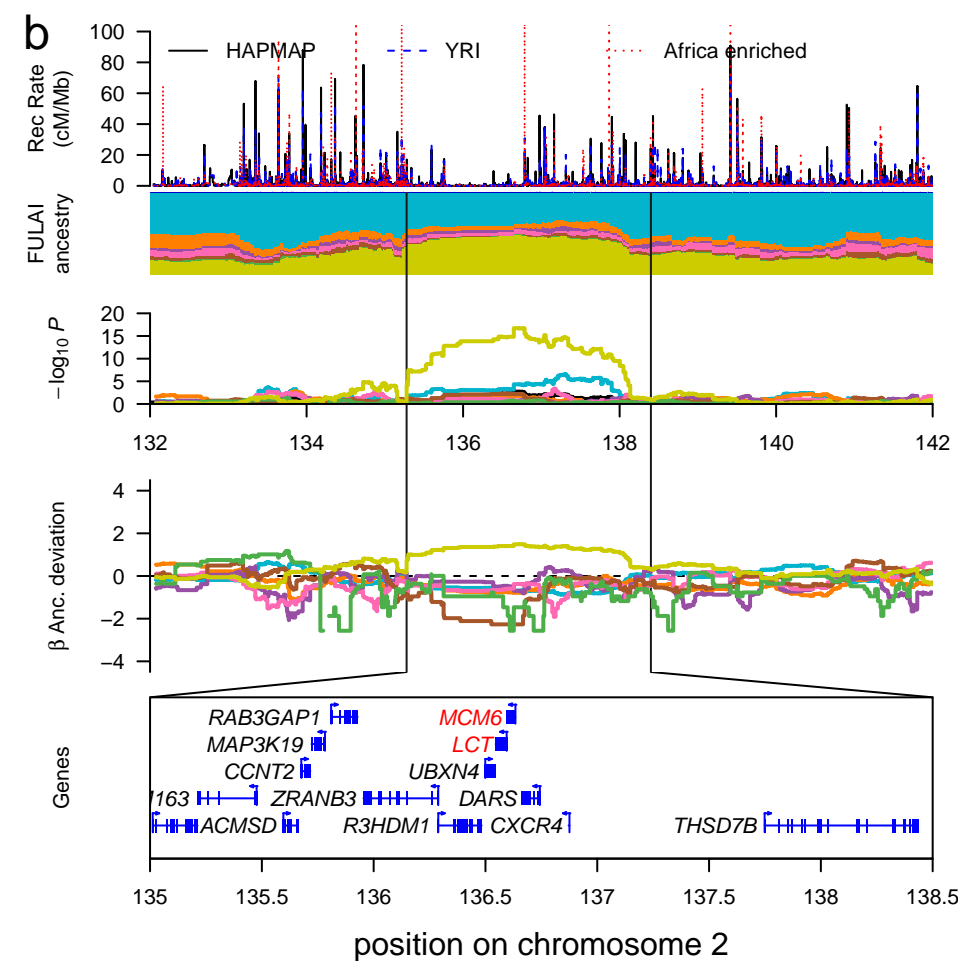 b
HAPMAP
YRI
Africa enriched
Rec Rate
(cM/Mb)
100
80
60
40
20
0
FULAI
ancestry
−log10 P
20
15
10
5
0
132
134
136
138
140
142
β Anc. deviation
4
2
0
−2
−4
Genes
RAB3GAP1
MCM6
MAP3K19
LCT
CCNT2
UBXN4
I163
ZRANB3
DARS
ACMSD
R3HDM1
CXCR4
THSD7B
135
135.5
136
136.5
137
137.5
138
138.5
position on chromosome 2